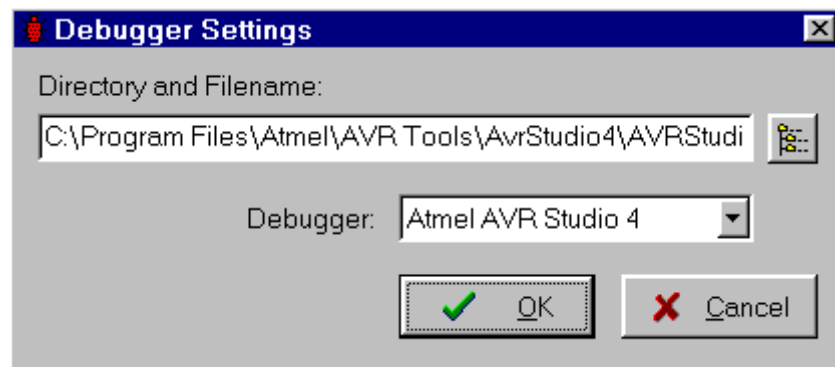 Debugger Settings
Directory and Filename:
C:\Program Files\Atmel\AVR Tools\AvrStudio4\AVRStudi
Debugger: Atmel AVR Studio 4
OK Cancel